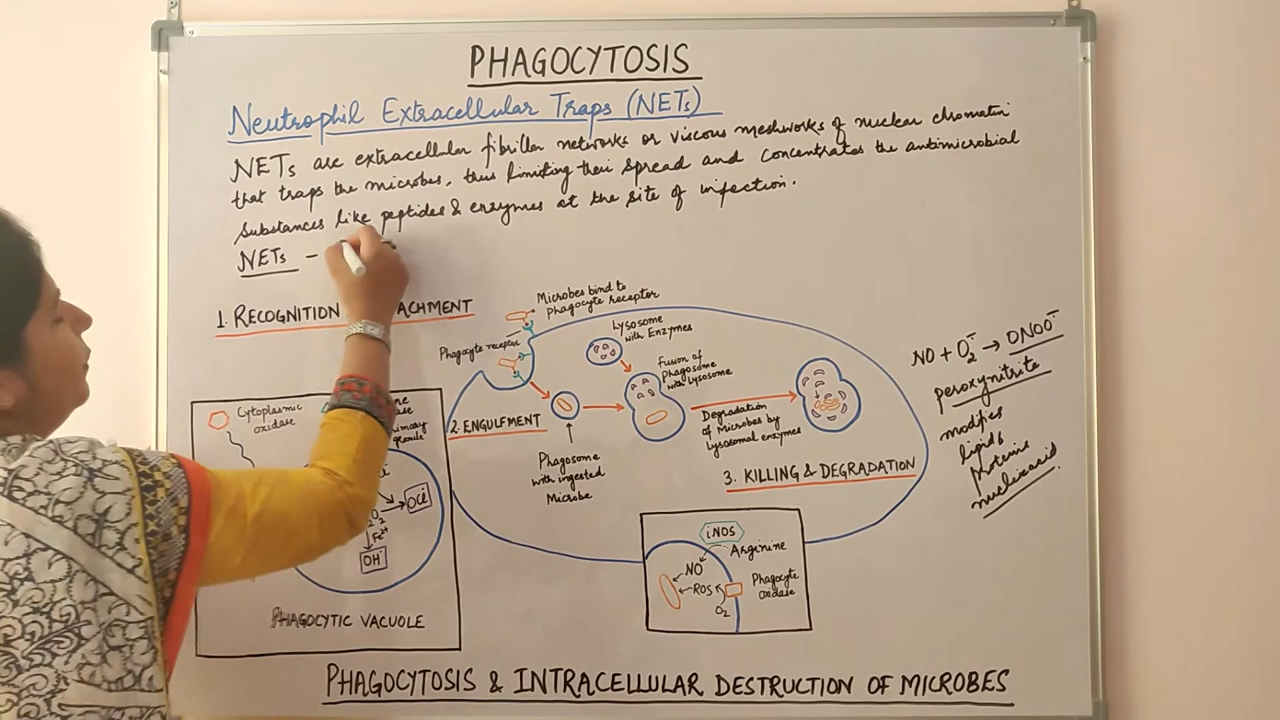 PHAGOCYTOSIS
Neutrophil Extracellular Traps (NETs)
NETs are extracellular fibrillar networks or viscous meshworks of nuclear chromatin
that traps the microbes, thus limiting their spread and concentrates the antimicrobial
substances like peptides & enzymes at the site of infection.
NETs -
1. RECOGNITION ACHMENT
Microbes bind to
phagocyte receptor
Phagocyte receptor
Lysosome
with Enzymes
Fusion of
Phagosome
with Lysosome
2. ENGULFMENT
Phagosome
with ingested
Microbe
Degradation
of Microbes by
Lysosomal enzymes
3. KILLING & DEGRADATION
NO + O₂⁻ → ONOO⁻
peroxynitrite
modifies
lipids
proteins
nucleic acid
Cytoplasmic
oxidase
OCl⁻
Fe²⁺
OH
PHAGOCYTIC VACUOLE
iNOS
Arginine
NO
ROS
O₂
Phagocyte
oxidase
PHAGOCYTOSIS & INTRACELLULAR DESTRUCTION OF MICROBES